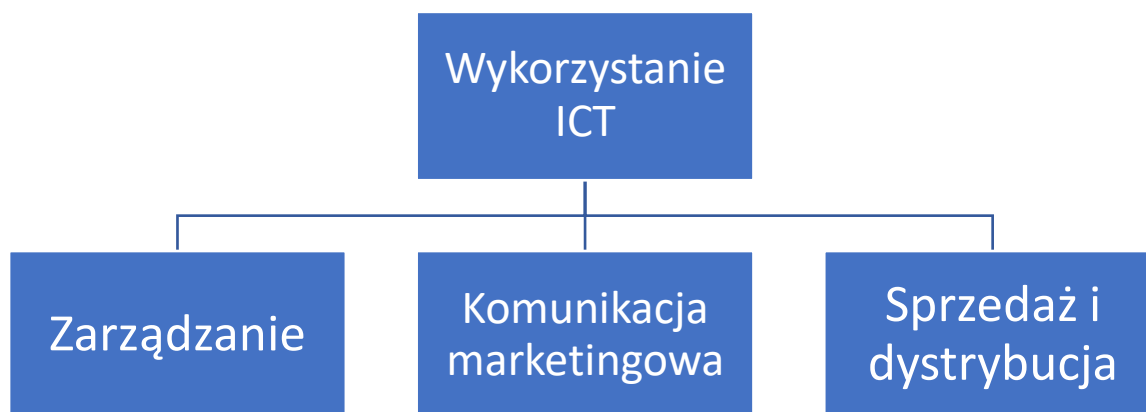 Wykorzystanie
ICT
Zarządzanie
Komunikacja
marketingowa
Sprzedaż i
dystrybucja